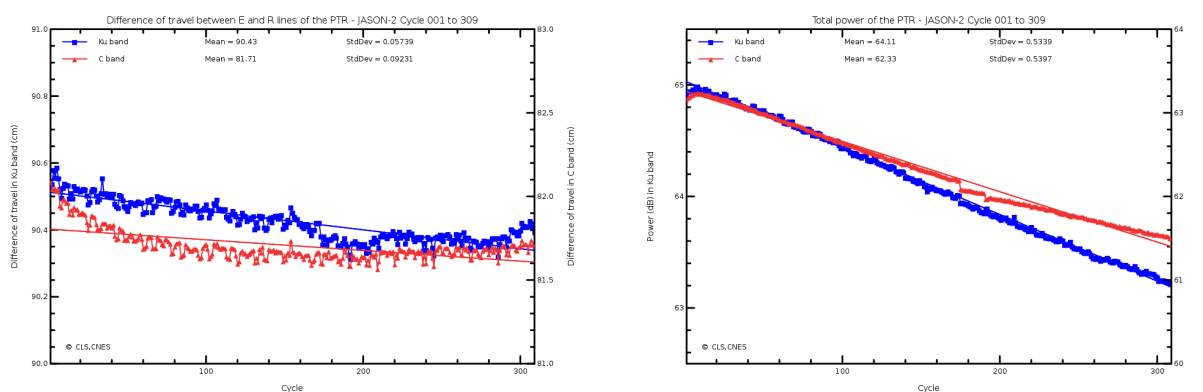 Difference of travel between E and R lines of the PTR - JASON-2 Cycle 001 to 309
91.0
90.8
90.6
90.4
90.2
90.0
83.0
82.5
82.0
81.5
81.0
Ku band Mean = 90.43 StdDev = 0.05739
C band Mean = 81.71 StdDev = 0.09231
Difference of travel in Ku band (cm)
Difference of travel in C band (cm)
© CLS,CNES
100 200 300
Cycle
Total power of the PTR - JASON-2 Cycle 001 to 309
65
64
63
64
63
62
61
60
Ku band Mean = 64.11 StdDev = 0.5339
C band Mean = 62.33 StdDev = 0.5397
Power (dB) in Ku band
© CLS,CNES
100 200 300
Cycle